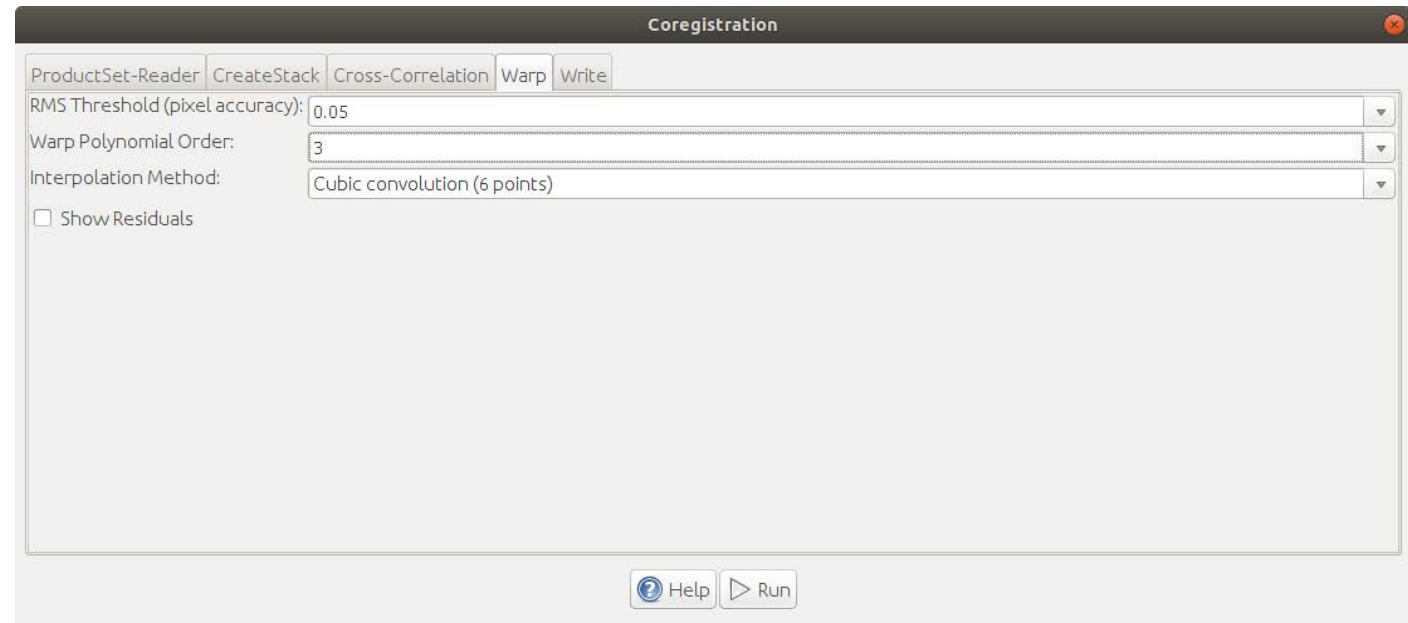 Coregistration
ProductSet-Reader CreateStack Cross-Correlation Warp Write
RMS Threshold (pixel accuracy): 0.05
Warp Polynomial Order: 3
Interpolation Method: Cubic convolution (6 points)
Show Residuals
Help Run